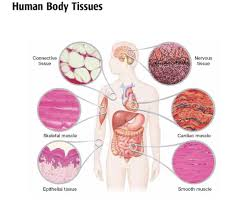 Human Body Tissues
Connective
tissue
Nervous
tissue
Skeletal muscle
Cardiac muscle
Epithelial tissue
Smooth muscle